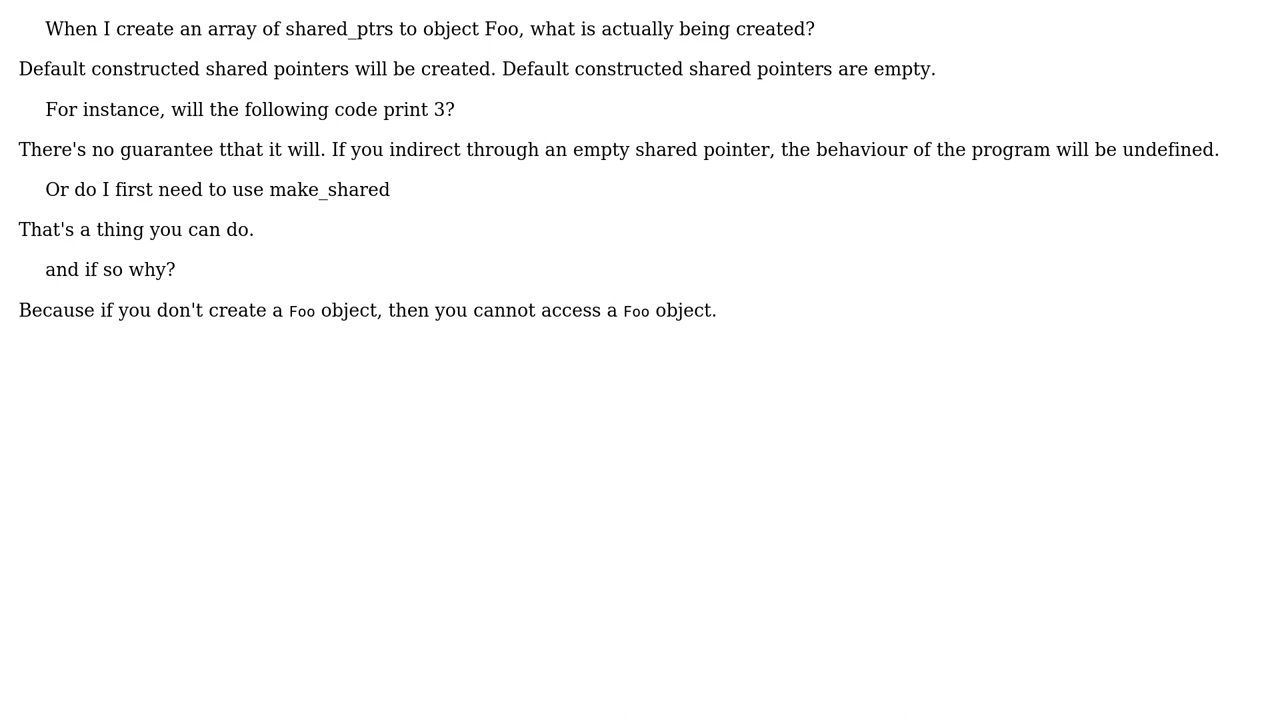 When I create an array of shared_ptrs to object Foo, what is actually being created?
Default constructed shared pointers will be created. Default constructed shared pointers are empty.
For instance, will the following code print 3?
There's no guarantee tthat it will. If you indirect through an empty shared pointer, the behaviour of the program will be undefined.
Or do I first need to use make_shared
That's a thing you can do.
and if so why?
Because if you don't create a Foo object, then you cannot access a Foo object.